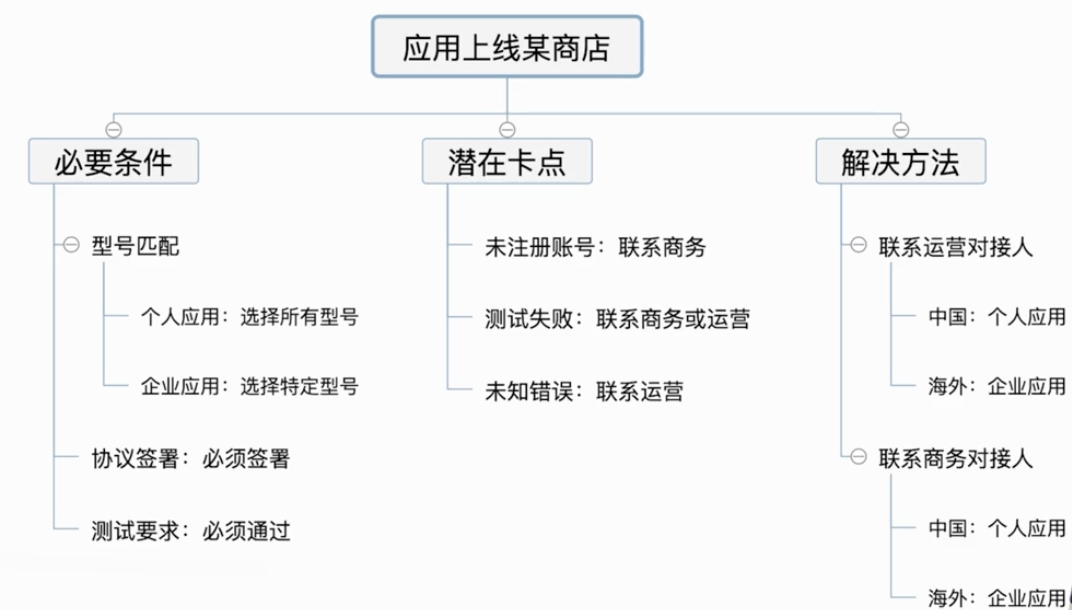 应用上线某商店
必要条件
型号匹配
个人应用：选择所有型号
企业应用：选择特定型号
协议签署：必须签署
测试要求：必须通过
潜在卡点
未注册账号：联系商务
测试失败：联系商务或运营
未知错误：联系运营
解决方法
联系运营对接人
中国：个人应用
海外：企业应用
联系商务对接人
中国：个人应用
海外：企业应用